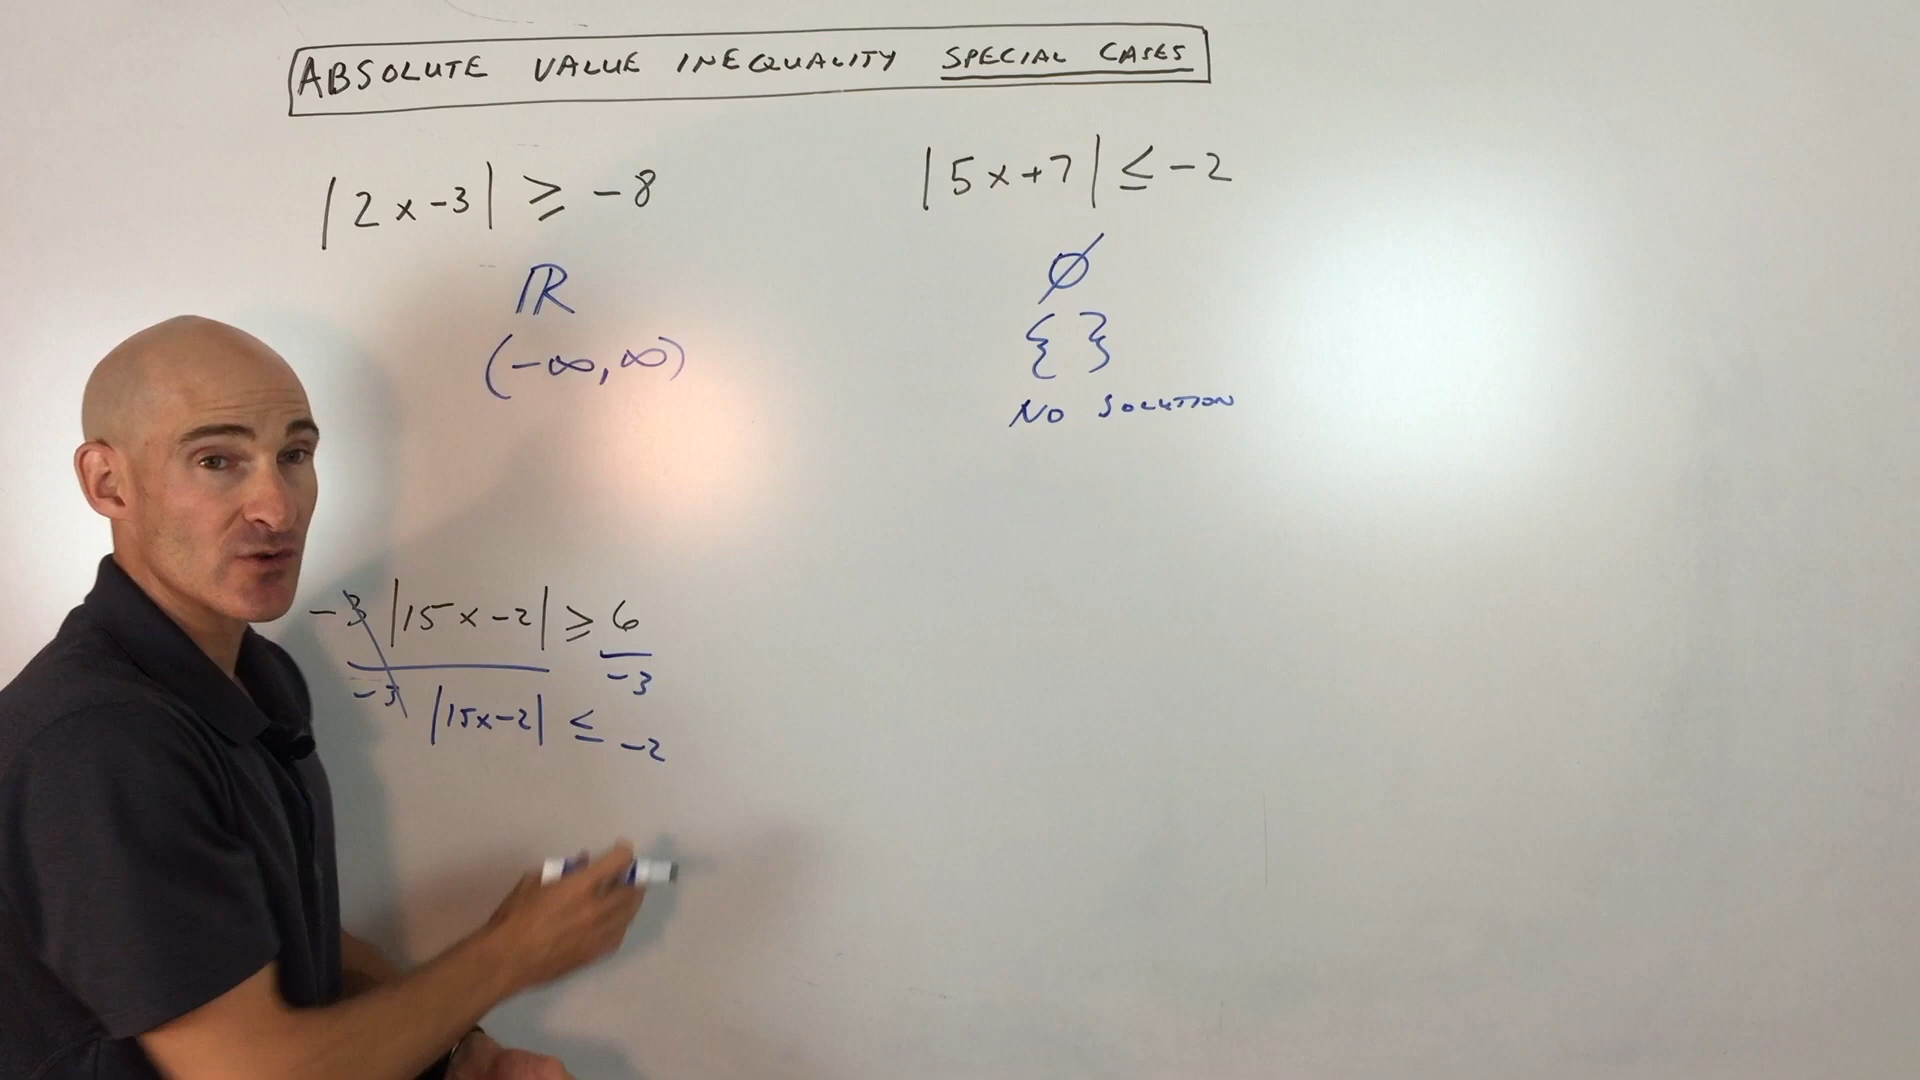 ABSOLUTE VALUE INEQUALITY SPECIAL CASES
|2x-3| ≥ -8
ℝ
(-∞,∞)
|5x+7| ≤ -2
∅
{ }
NO SOLUTION
-3|15x-2| ≥ 6
-3 -3
|15x-2| ≤ -2